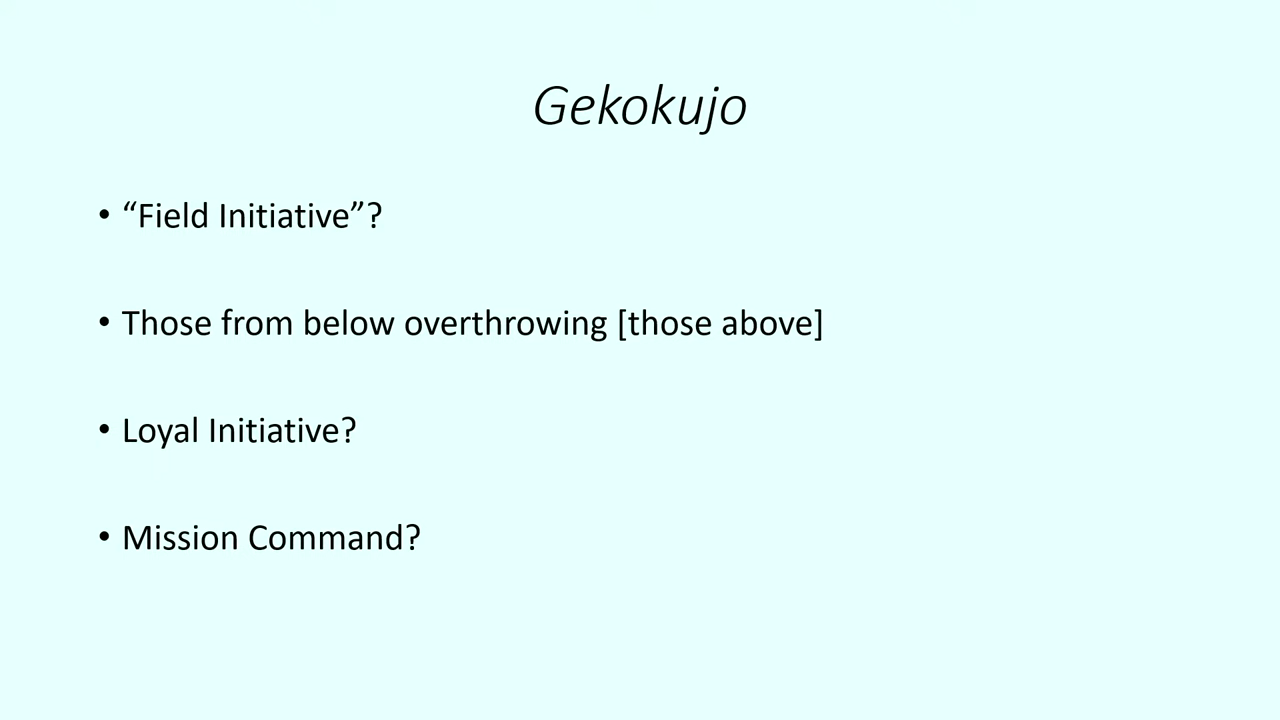 Gekokujo
• “Field Initiative”?
• Those from below overthrowing [those above]
• Loyal Initiative?
• Mission Command?